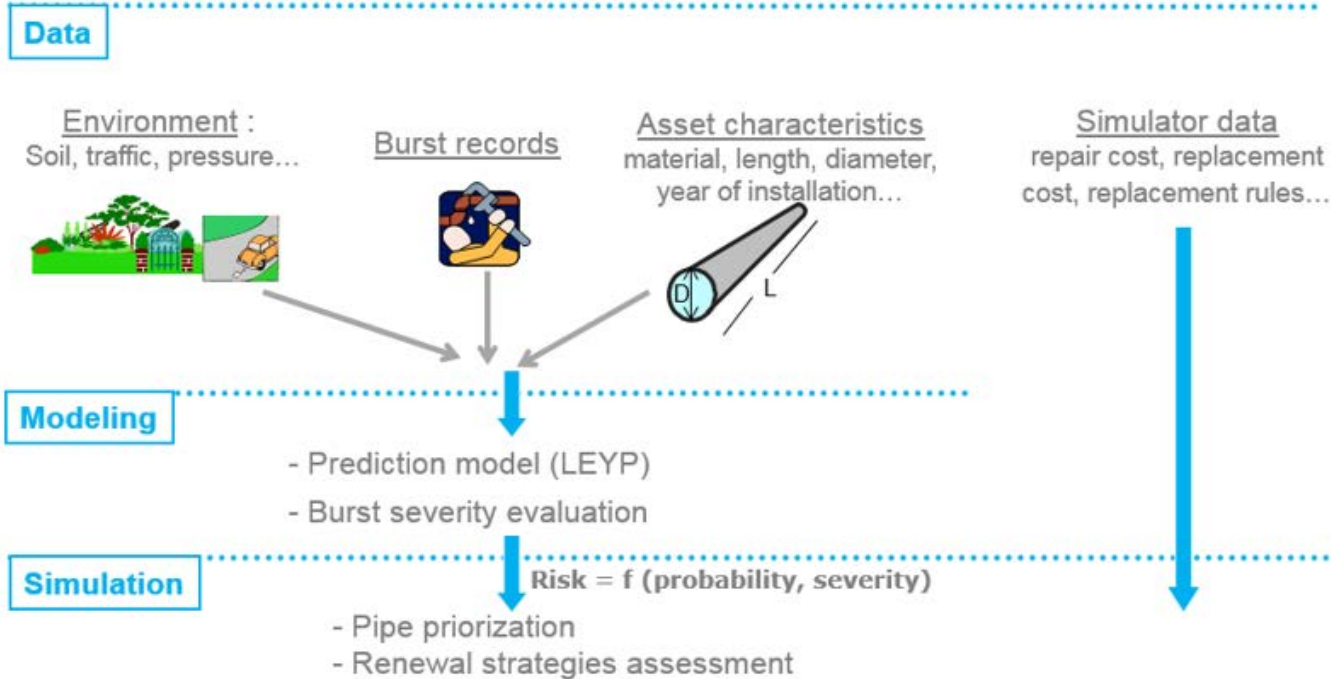 Data
Environment :
Soil, traffic, pressure...
Burst records
Asset characteristics
material, length, diameter,
year of installation...
Simulator data
repair cost, replacement
cost, replacement rules...
D
L
Modeling
- Prediction model (LEYP)
- Burst severity evaluation
Simulation
Risk = f (probability, severity)
- Pipe priorization
- Renewal strategies assessment